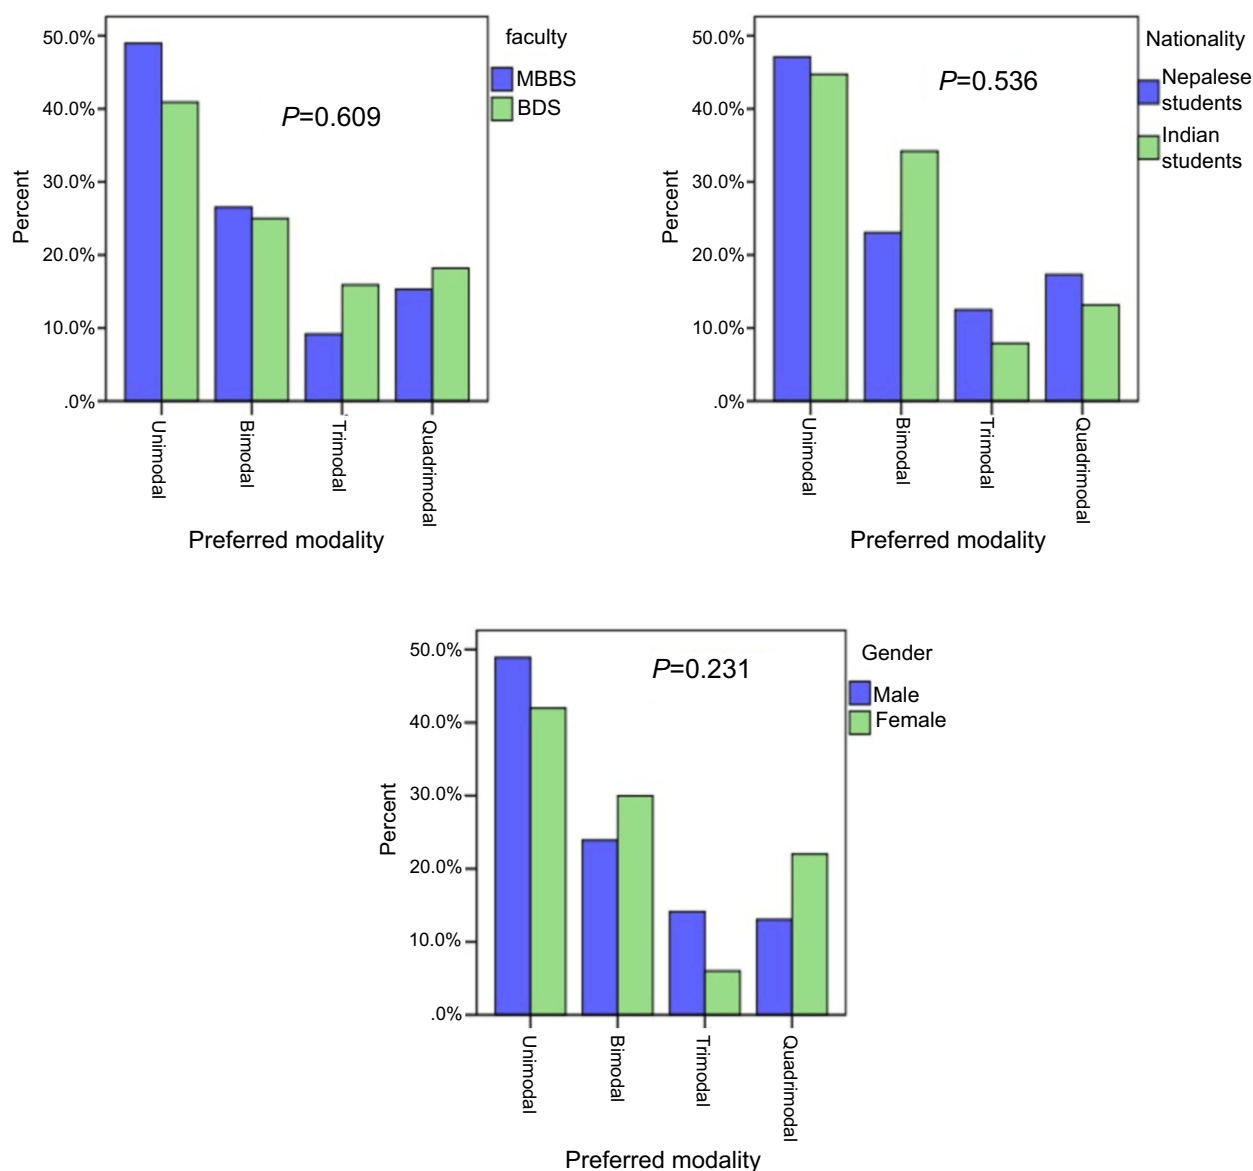 50.0%
40.0%
30.0%
20.0%
10.0%
.0%
Percent
P=0.609
faculty
MBBS
BDS
Unimodal
Bimodal
Trimodal
Quadrimodal
Preferred modality
50.0%
40.0%
30.0%
20.0%
10.0%
.0%
Percent
P=0.536
Nationality
Nepalese
students
Indian
students
Unimodal
Bimodal
Trimodal
Quadrimodal
Preferred modality
50.0%
40.0%
30.0%
20.0%
10.0%
.0%
Percent
P=0.231
Gender
Male
Female
Unimodal
Bimodal
Trimodal
Quadrimodal
Preferred modality